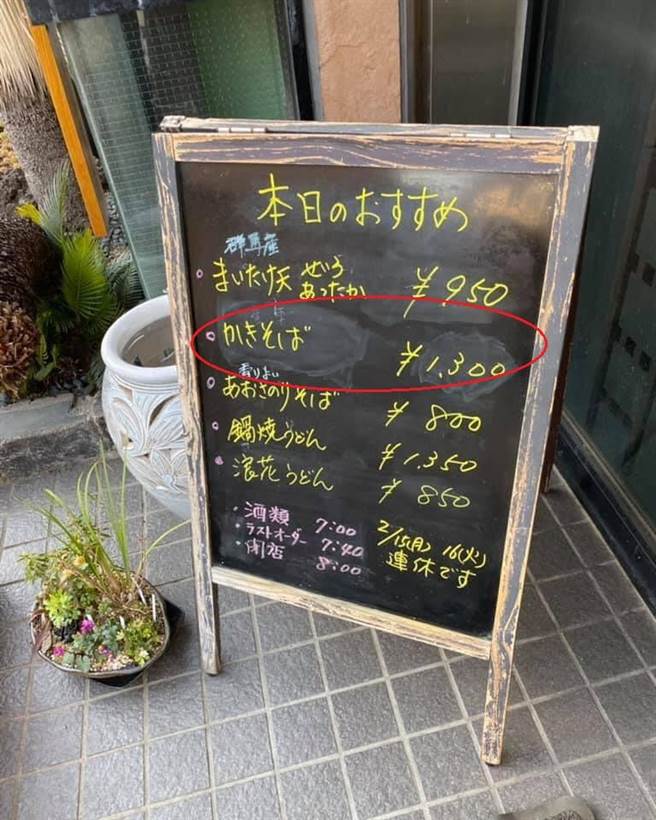 本日のおすすめ
群馬産
まいたけ天 せいろ あったか ¥950
かきそば ¥1,300
香りよい
あおさのりそば ¥800
鍋焼うどん ¥1,350
浪花うどん ¥850
・酒類 7:00
・ラストオーダー 7:40
・閉店 8:00
2/15(月) 16(火)
連休です